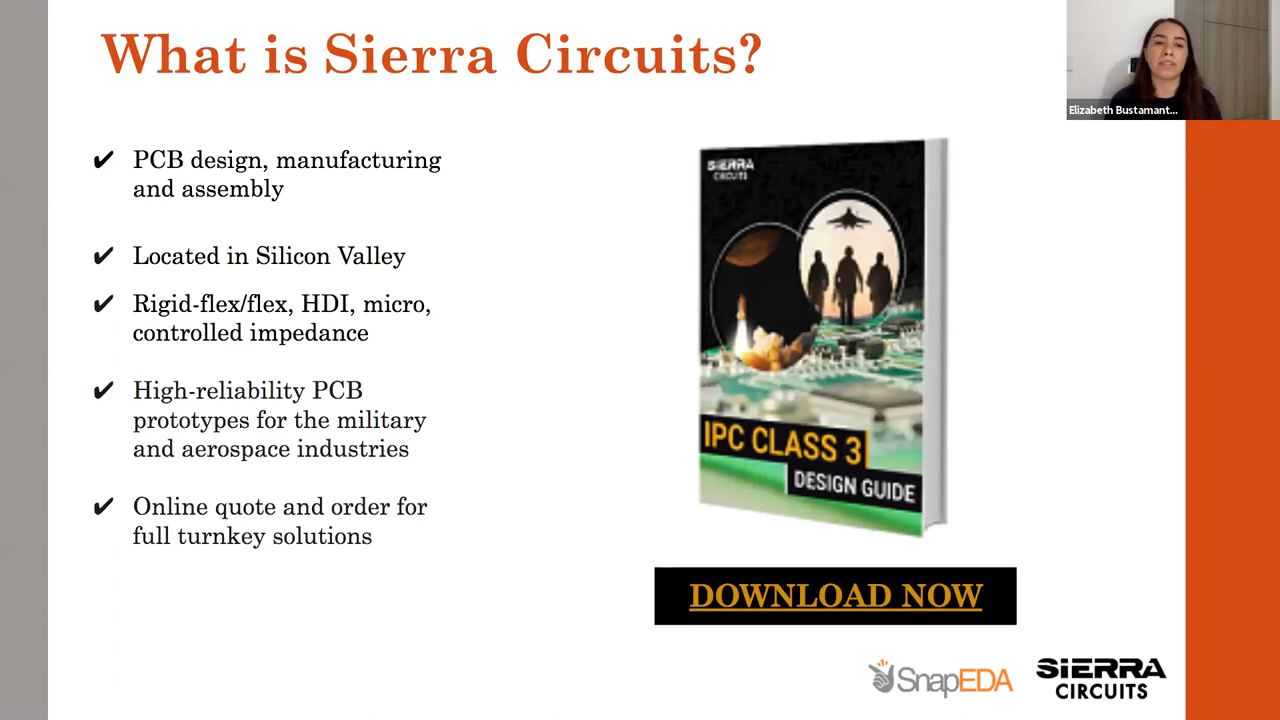 What is Sierra Circuits?
Elizabeth Bustamant...
✔ PCB design, manufacturing
and assembly
✔ Located in Silicon Valley
✔ Rigid-flex/flex, HDI, micro,
controlled impedance
✔ High-reliability PCB
prototypes for the military
and aerospace industries
✔ Online quote and order for
full turnkey solutions
SIERRA
CIRCUITS
IPC CLASS 3
DESIGN GUIDE
DOWNLOAD NOW
SnapEDA
SIERRA
CIRCUITS